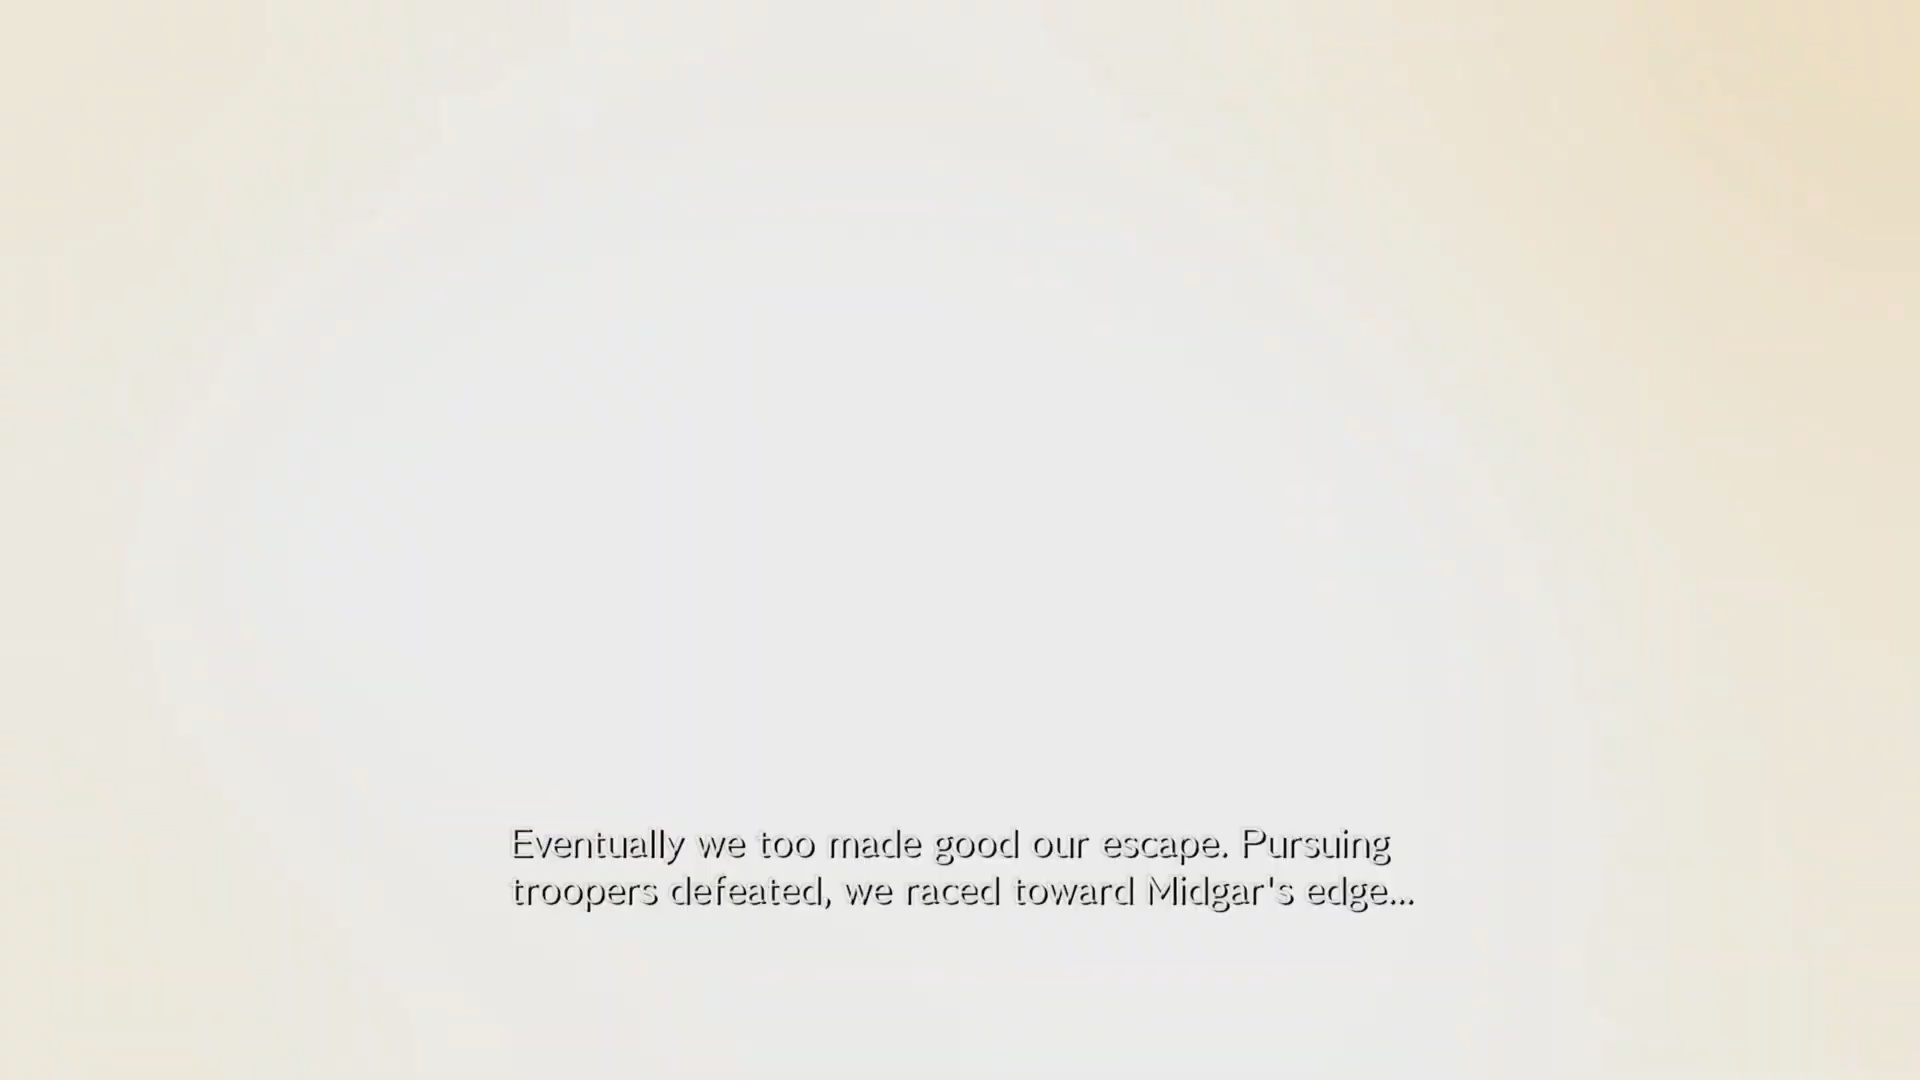 Eventually we too made good our escape. Pursuing
troopers defeated, we raced toward Midgar's edge...